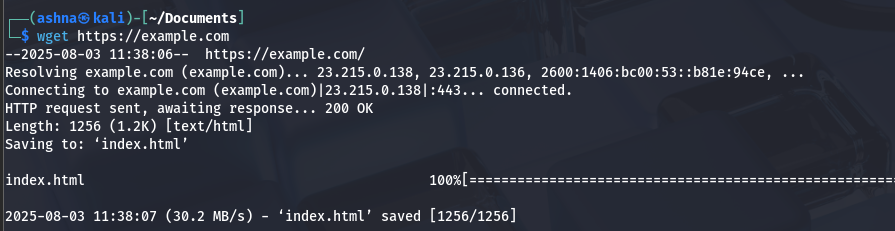 (ashna㉿kali)-[~/Documents]
$ wget https://example.com
--2025-08-03 11:38:06--  https://example.com/
Resolving example.com (example.com)... 23.215.0.138, 23.215.0.136, 2600:1406:bc00:53::b81e:94ce, ...
Connecting to example.com (example.com)|23.215.0.138|:443... connected.
HTTP request sent, awaiting response... 200 OK
Length: 1256 (1.2K) [text/html]
Saving to: ‘index.html’
index.html 100%[======================================================
2025-08-03 11:38:07 (30.2 MB/s) - ‘index.html’ saved [1256/1256]